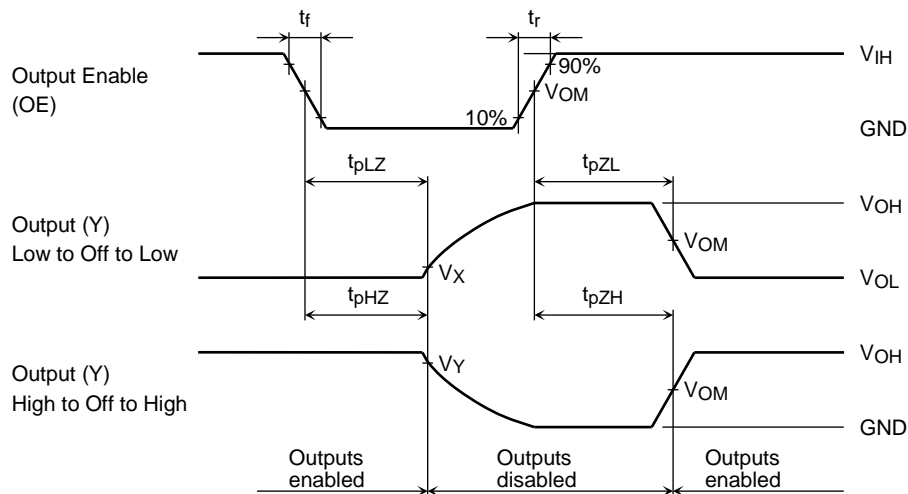 tf
tr
VIH
90%
Output Enable
(OE)
VOM
10%
GND
tpLZ
tpZL
VOH
Output (Y)
Low to Off to Low
VOM
VX
VOL
tpHZ
tpZH
VOH
Output (Y)
High to Off to High
VY
VOM
GND
Outputs
enabled
Outputs
disabled
Outputs
enabled